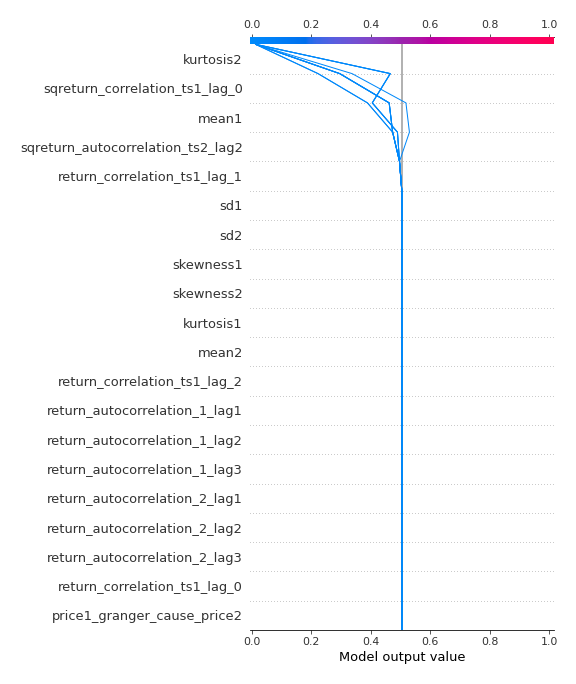 0.0 0.2 0.4 0.6 0.8 1.0
kurtosis2
sqreturn_correlation_ts1_lag_0
mean1
sqreturn_autocorrelation_ts2_lag2
return_correlation_ts1_lag_1
sd1
sd2
skewness1
skewness2
kurtosis1
mean2
return_correlation_ts1_lag_2
return_autocorrelation_1_lag1
return_autocorrelation_1_lag2
return_autocorrelation_1_lag3
return_autocorrelation_2_lag1
return_autocorrelation_2_lag2
return_autocorrelation_2_lag3
return_correlation_ts1_lag_0
price1_granger_cause_price2
0.0 0.2 0.4 0.6 0.8 1.0
Model output value